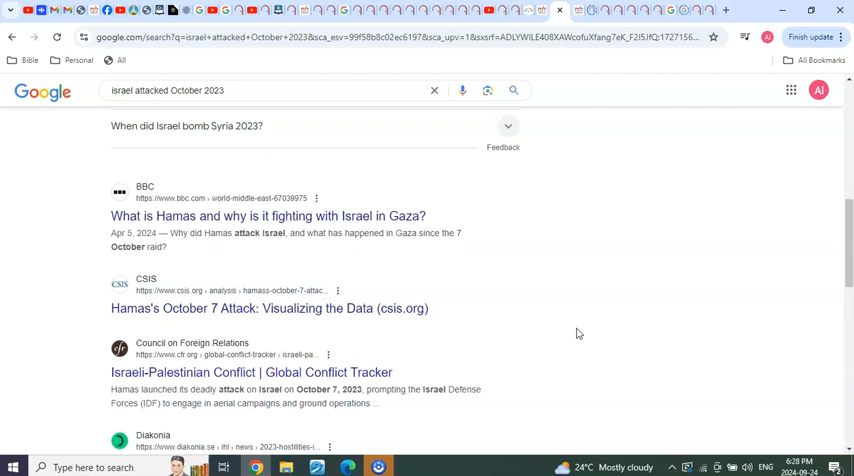 Finish update
google.com/search?q=israel+attacked+October+2023&sca_esv=99f58b8c02ec6197&sca_upv=1&sxsrf=ADLYWILE408XAWCofuXfang7eK_F2I5JfQ:1727156...
Bible
Personal
All
All Bookmarks
Google
israel attacked October 2023
AI
When did Israel bomb Syria 2023?
Feedback
BBC
https://www.bbc.com › world-middle-east-67039975
What is Hamas and why is it fighting with Israel in Gaza?
Apr 5, 2024 — Why did Hamas attack Israel, and what has happened in Gaza since the 7
October raid?
CSIS
https://www.csis.org › analysis › hamass-october-7-attac...
Hamas's October 7 Attack: Visualizing the Data (csis.org)
Council on Foreign Relations
https://www.cfr.org › global-conflict-tracker › israeli-pa...
Israeli-Palestinian Conflict | Global Conflict Tracker
Hamas launched its deadly attack on Israel on October 7, 2023, prompting the Israel Defense
Forces (IDF) to engage in aerial campaigns and ground operations ...
Diakonia
https://www.diakonia.se › ihl › news › 2023-hostilities-i...
Type here to search
24°C Mostly cloudy
ENG
6:28 PM
2024-09-24